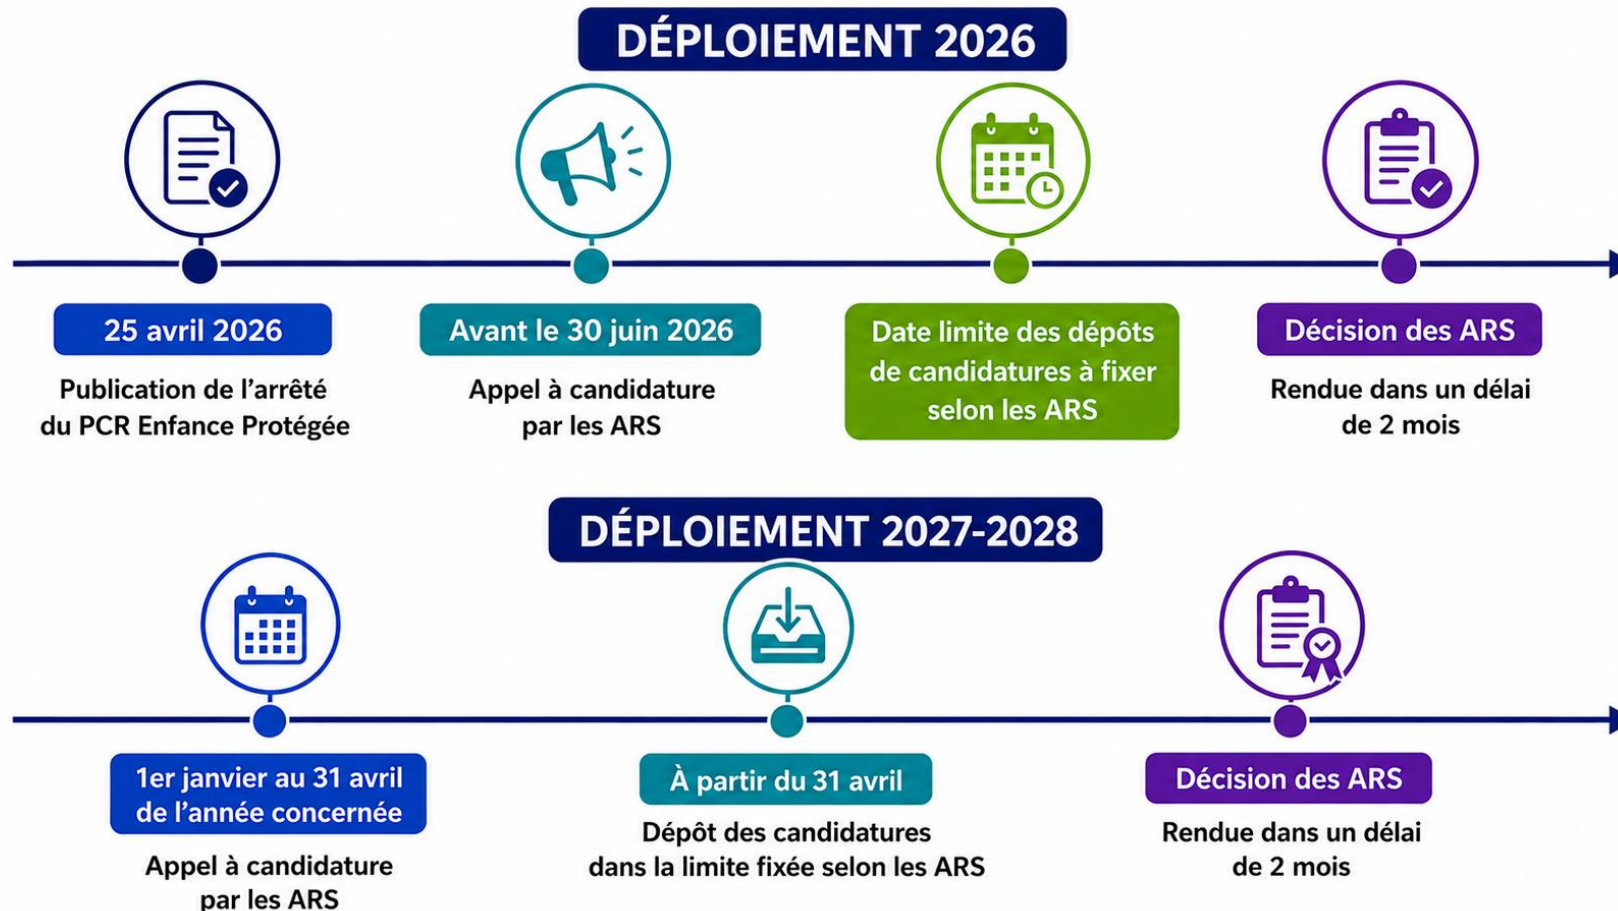 DÉPLOIEMENT 2026
25 avril 2026
Publication de l’arrêté
du PCR Enfance Protégée
Avant le 30 juin 2026
Appel à candidature
par les ARS
Date limite des dépôts
de candidatures à fixer
selon les ARS
Décision des ARS
Rendue dans un délai
de 2 mois
DÉPLOIEMENT 2027-2028
1er janvier au 31 avril
de l’année concernée
Appel à candidature
par les ARS
À partir du 31 avril
Dépôt des candidatures
dans la limite fixée selon les ARS
Décision des ARS
Rendue dans un délai
de 2 mois